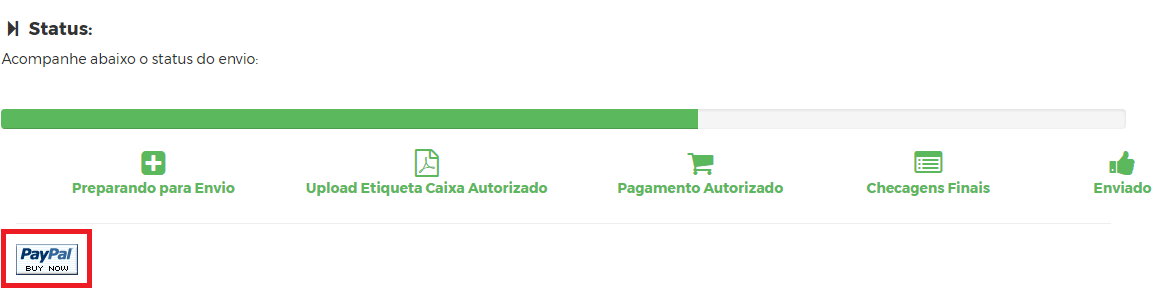 Status:
Acompanhe abaixo o status do envio:
Preparando para Envio
Upload Etiqueta Caixa Autorizado
Pagamento Autorizado
Checagens Finais
Enviado
PayPal
BUY NOW